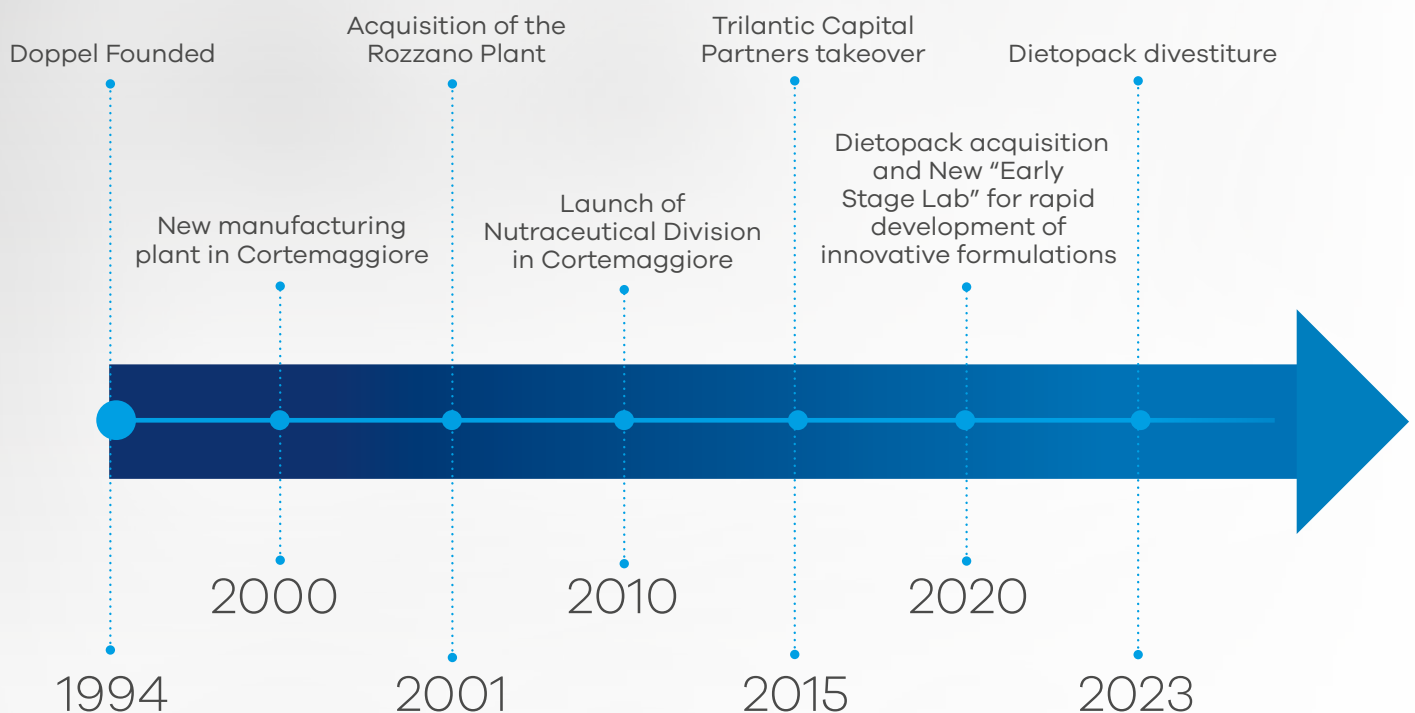 Doppel Founded
Acquisition of the
Rozzano Plant
Trilantic Capital
Partners takeover
Dietopack divestiture
New manufacturing
plant in Cortemaggiore
Launch of
Nutraceutical Division
in Cortemaggiore
Dietopack acquisition
and New “Early
Stage Lab” for rapid
development of
innovative formulations
2000
2010
2020
1994
2001
2015
2023